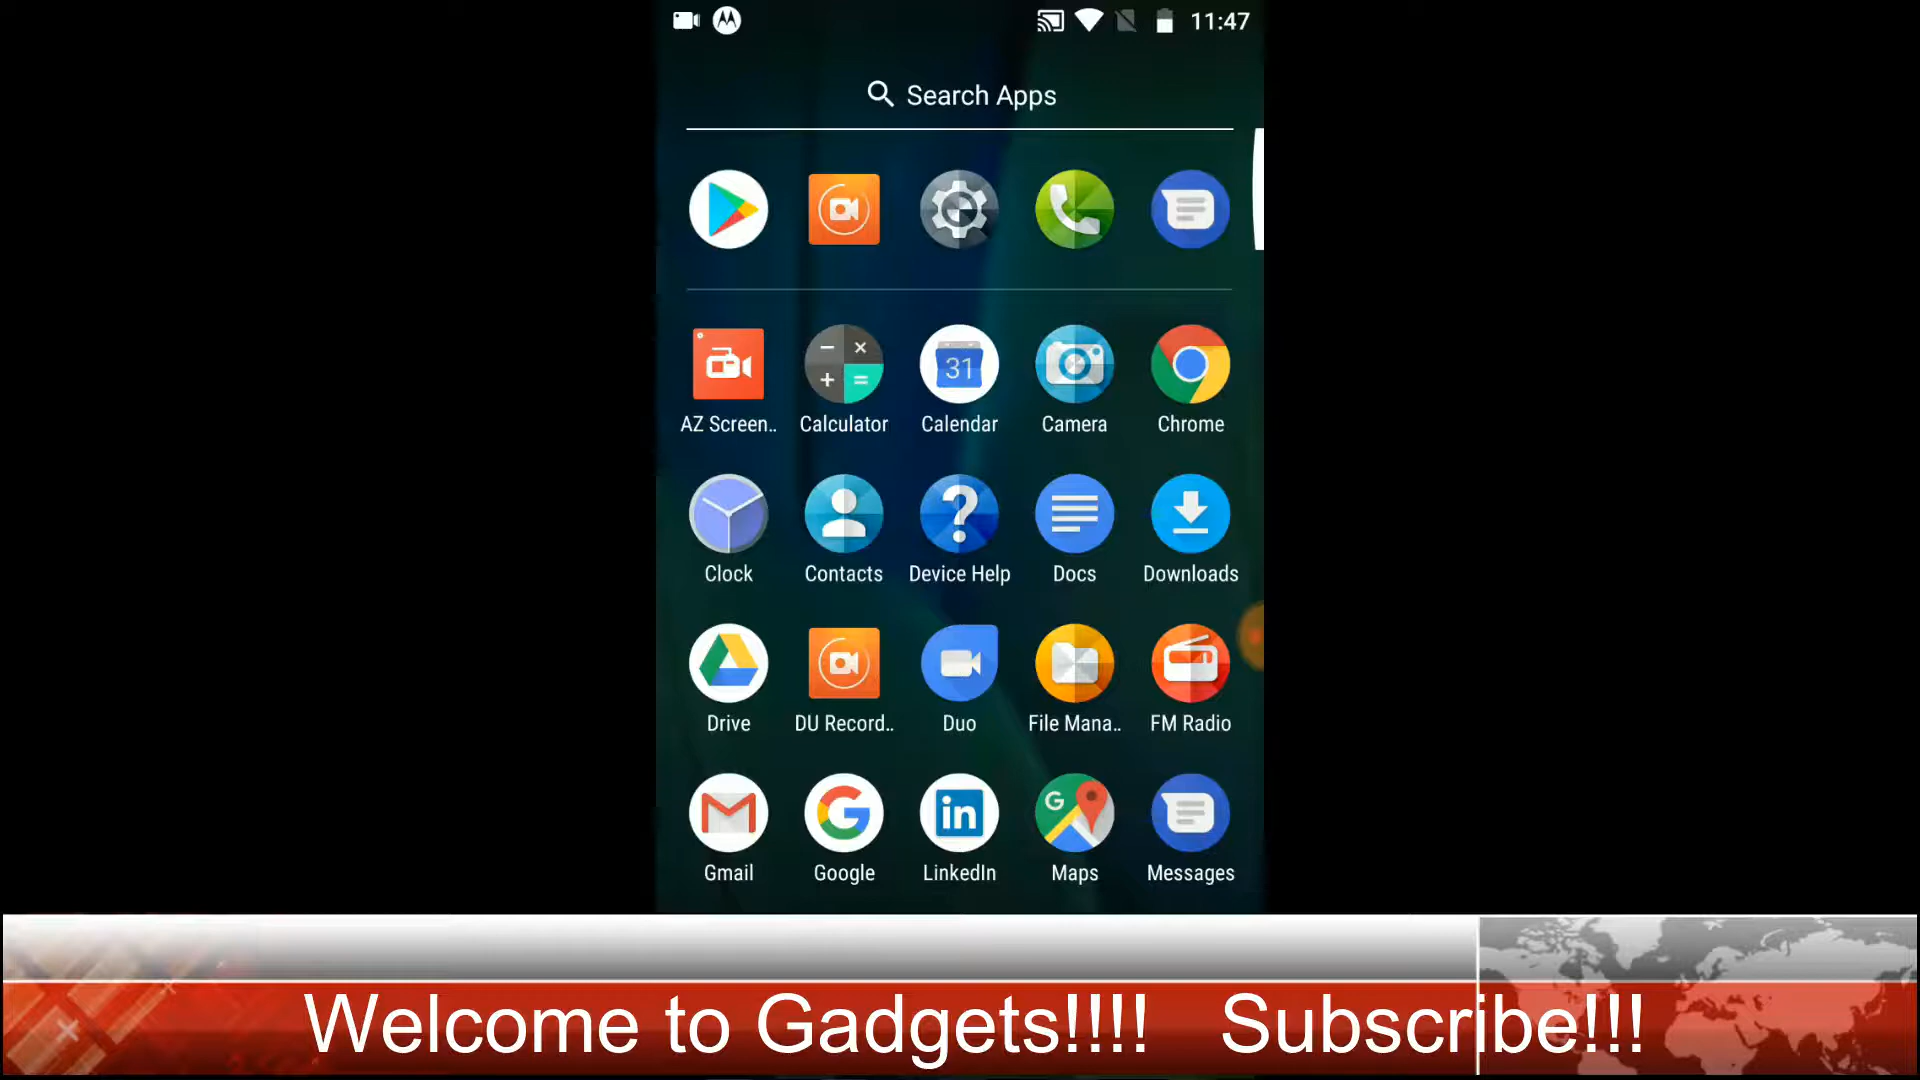 11:47
Search Apps
31
AZ Screen.. Calculator Calendar Camera Chrome
Clock Contacts Device Help Docs Downloads
Drive DU Record.. Duo File Mana.. FM Radio
G in G
Gmail Google LinkedIn Maps Messages
Welcome to Gadgets!!!! Subscribe!!!